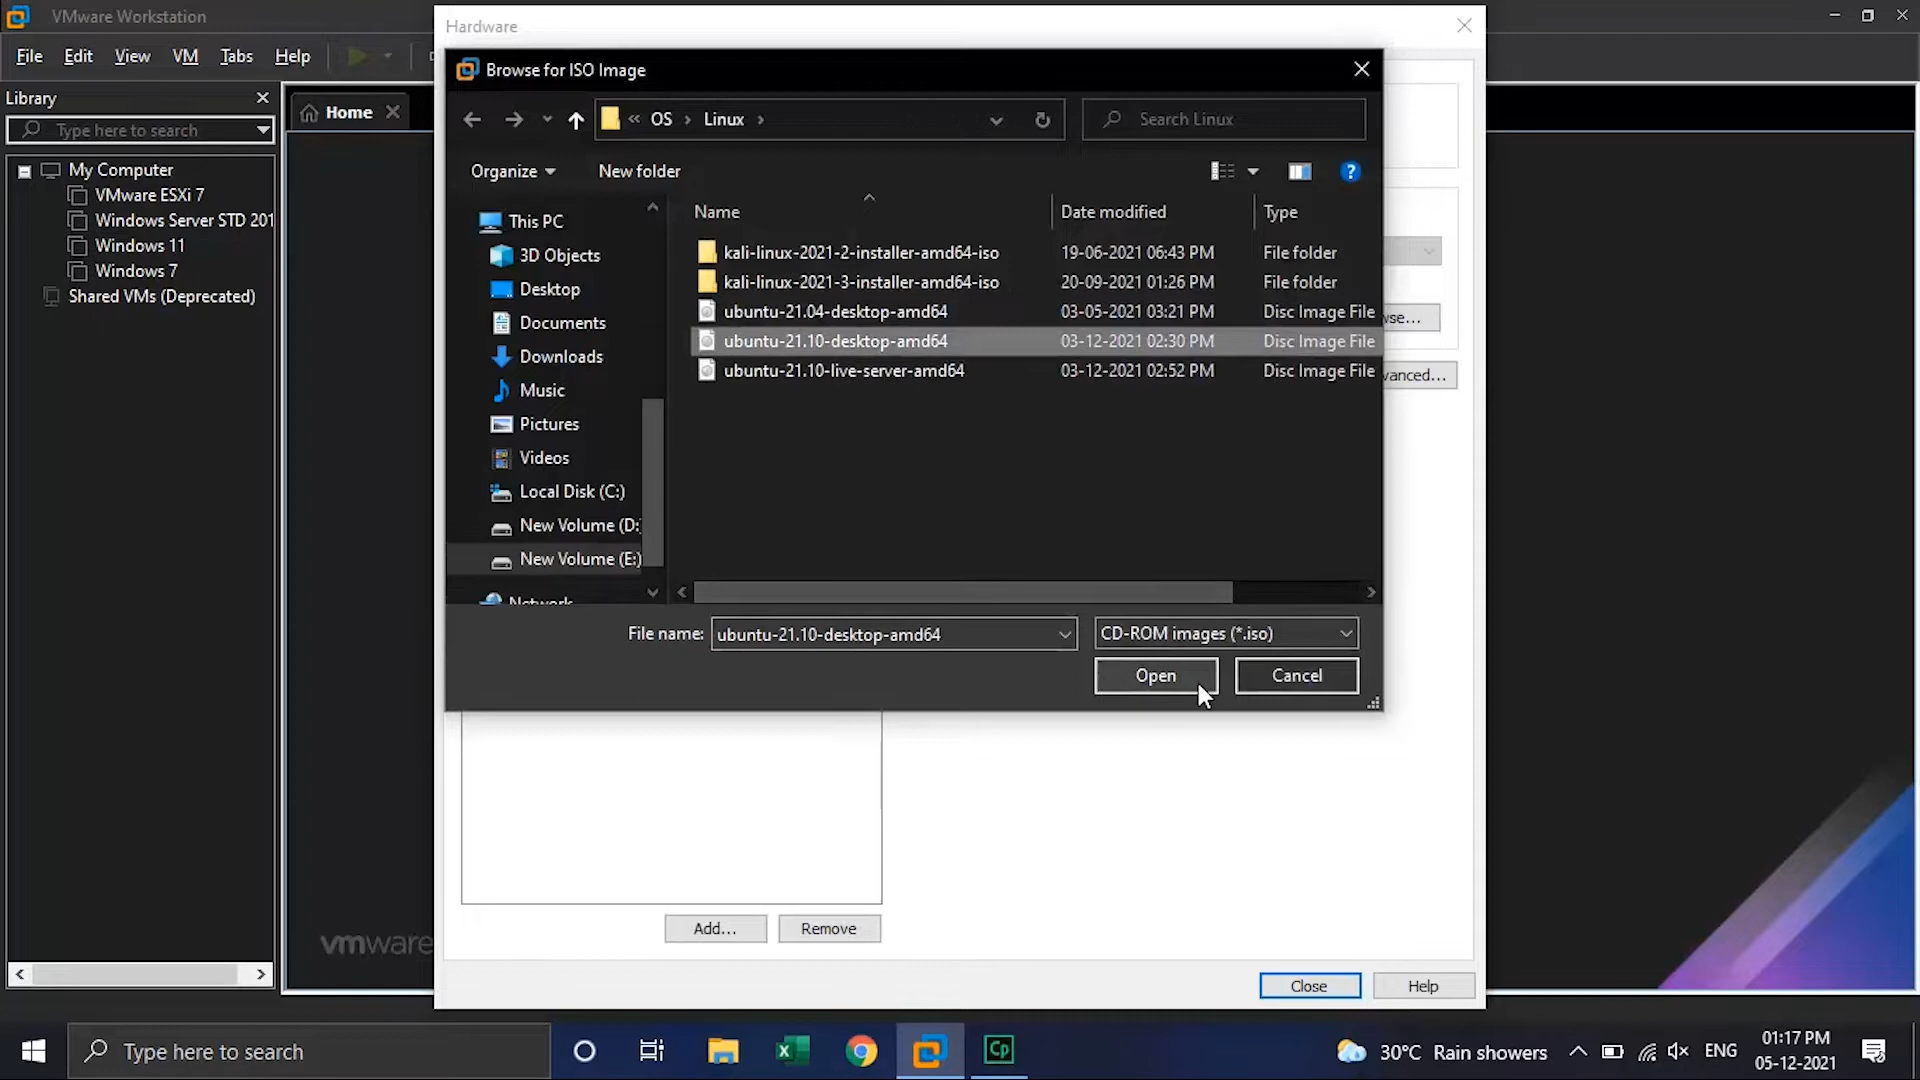 VMware Workstation
File Edit View VM Tabs Help
Library
Type here to search
My Computer
VMware ESXi 7
Windows Server STD 201
Windows 11
Windows 7
Shared VMs (Deprecated)
Home
vmware
Hardware
Browse for ISO Image
« OS › Linux ›
Search Linux
Organize New folder
This PC
3D Objects
Desktop
Documents
Downloads
Music
Pictures
Videos
Local Disk (C:)
New Volume (D:
New Volume (E:)
Network
Name Date modified Type
kali-linux-2021-2-installer-amd64-iso 19-06-2021 06:43 PM File folder
kali-linux-2021-3-installer-amd64-iso 20-09-2021 01:26 PM File folder
ubuntu-21.04-desktop-amd64 03-05-2021 03:21 PM Disc Image File
ubuntu-21.10-desktop-amd64 03-12-2021 02:30 PM Disc Image File
ubuntu-21.10-live-server-amd64 03-12-2021 02:52 PM Disc Image File
File name: ubuntu-21.10-desktop-amd64 CD-ROM images (*.iso)
Open Cancel
wse...
vanced...
Add... Remove
Close Help
Type here to search
Cp
30°C Rain showers
ENG
01:17 PM
05-12-2021